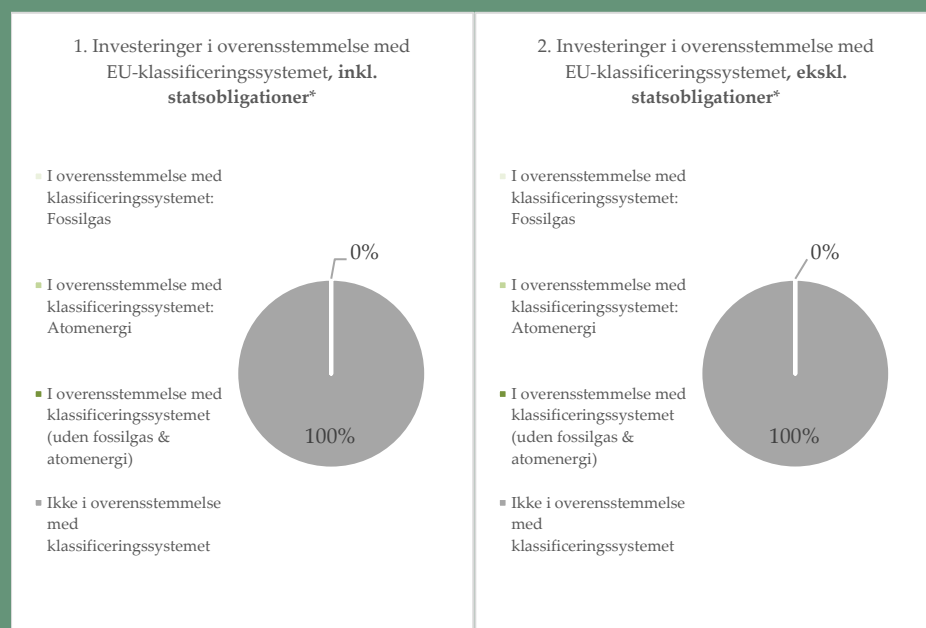 1. Investeringer i overensstemmelse med
EU-klassificeringssystemet, inkl.
statsobligationer*
I overensstemmelse med
klassificeringssystemet:
Fossilgas
I overensstemmelse med
klassificeringssystemet:
Atomenergi
I overensstemmelse med
klassificeringssystemet
(uden fossilgas &
atomenergi)
Ikke i overensstemmelse
med
klassificeringssystemet
0%
100%
2. Investeringer i overensstemmelse med
EU-klassificeringssystemet, ekskl.
statsobligationer*
I overensstemmelse med
klassificeringssystemet:
Fossilgas
I overensstemmelse med
klassificeringssystemet:
Atomenergi
I overensstemmelse med
klassificeringssystemet
(uden fossilgas &
atomenergi)
Ikke i overensstemmelse
med
klassificeringssystemet
0%
100%